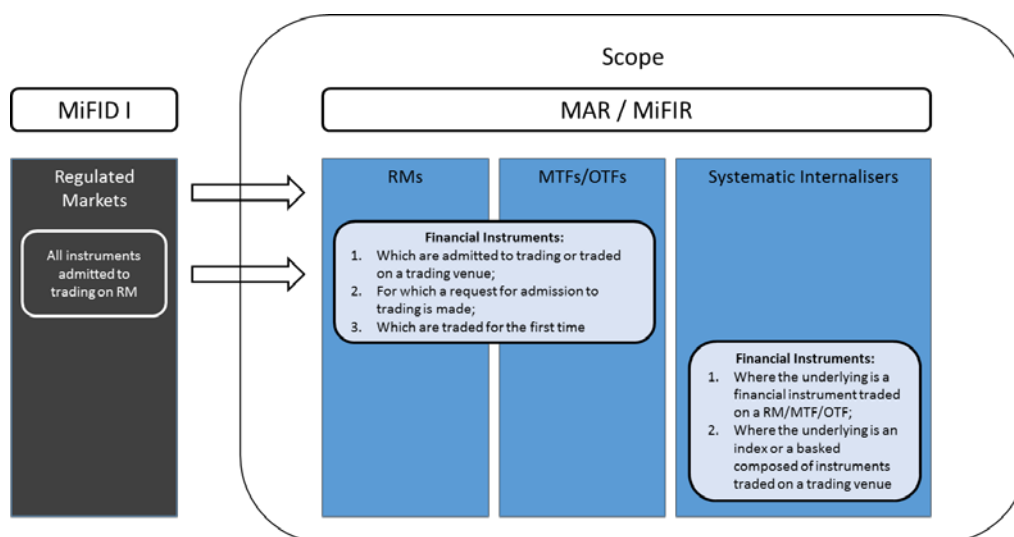 Scope
MiFID I
MAR / MiFIR
Regulated
Markets
All instruments
admitted to
trading on RM
RMs
MTFs/OTFs
Systematic Internalisers
Financial Instruments:
1. Which are admitted to trading or traded
on a trading venue;
2. For which a request for admission to
trading is made;
3. Which are traded for the first time
Financial Instruments:
1. Where the underlying is a
financial instrument traded
on a RM/MTF/OTF;
2. Where the underlying is an
index or a basked
composed of instruments
traded on a trading venue